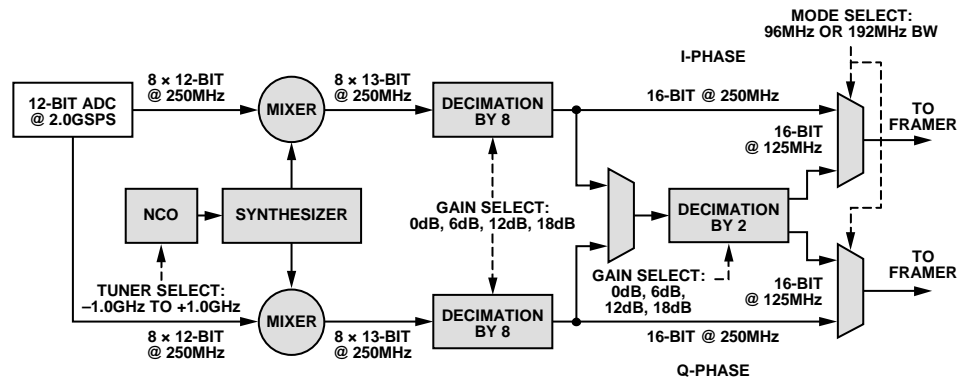 MODE SELECT:
96MHz OR 192MHz BW
I-PHASE
8 × 12-BIT
@ 250MHz
8 × 13-BIT
@ 250MHz
12-BIT ADC
@ 2.0GSPS
MIXER
DECIMATION
BY 8
16-BIT @ 250MHz
TO
FRAMER
16-BIT
@ 125MHz
NCO
SYNTHESIZER
GAIN SELECT:
0dB, 6dB, 12dB, 18dB
DECIMATION
BY 2
TUNER SELECT:
–1.0GHz TO +1.0GHz
GAIN SELECT:
0dB, 6dB,
12dB, 18dB
TO
FRAMER
16-BIT
@ 125MHz
MIXER
DECIMATION
BY 8
8 × 12-BIT
@ 250MHz
8 × 13-BIT
@ 250MHz
16-BIT @ 250MHz
Q-PHASE